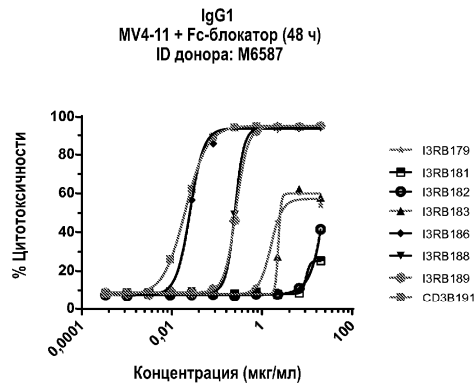 IgG1
MV4-11 + Fc-блокатор (48 ч)
ID донора: M6587
% Цитотоксичности
100
80
60
40
20
0
0,0001
0,01
1
100
Концентрация (мкг/мл)
I3RB179
I3RB181
I3RB182
I3RB183
I3RB186
I3RB188
I3RB189
CD3B191